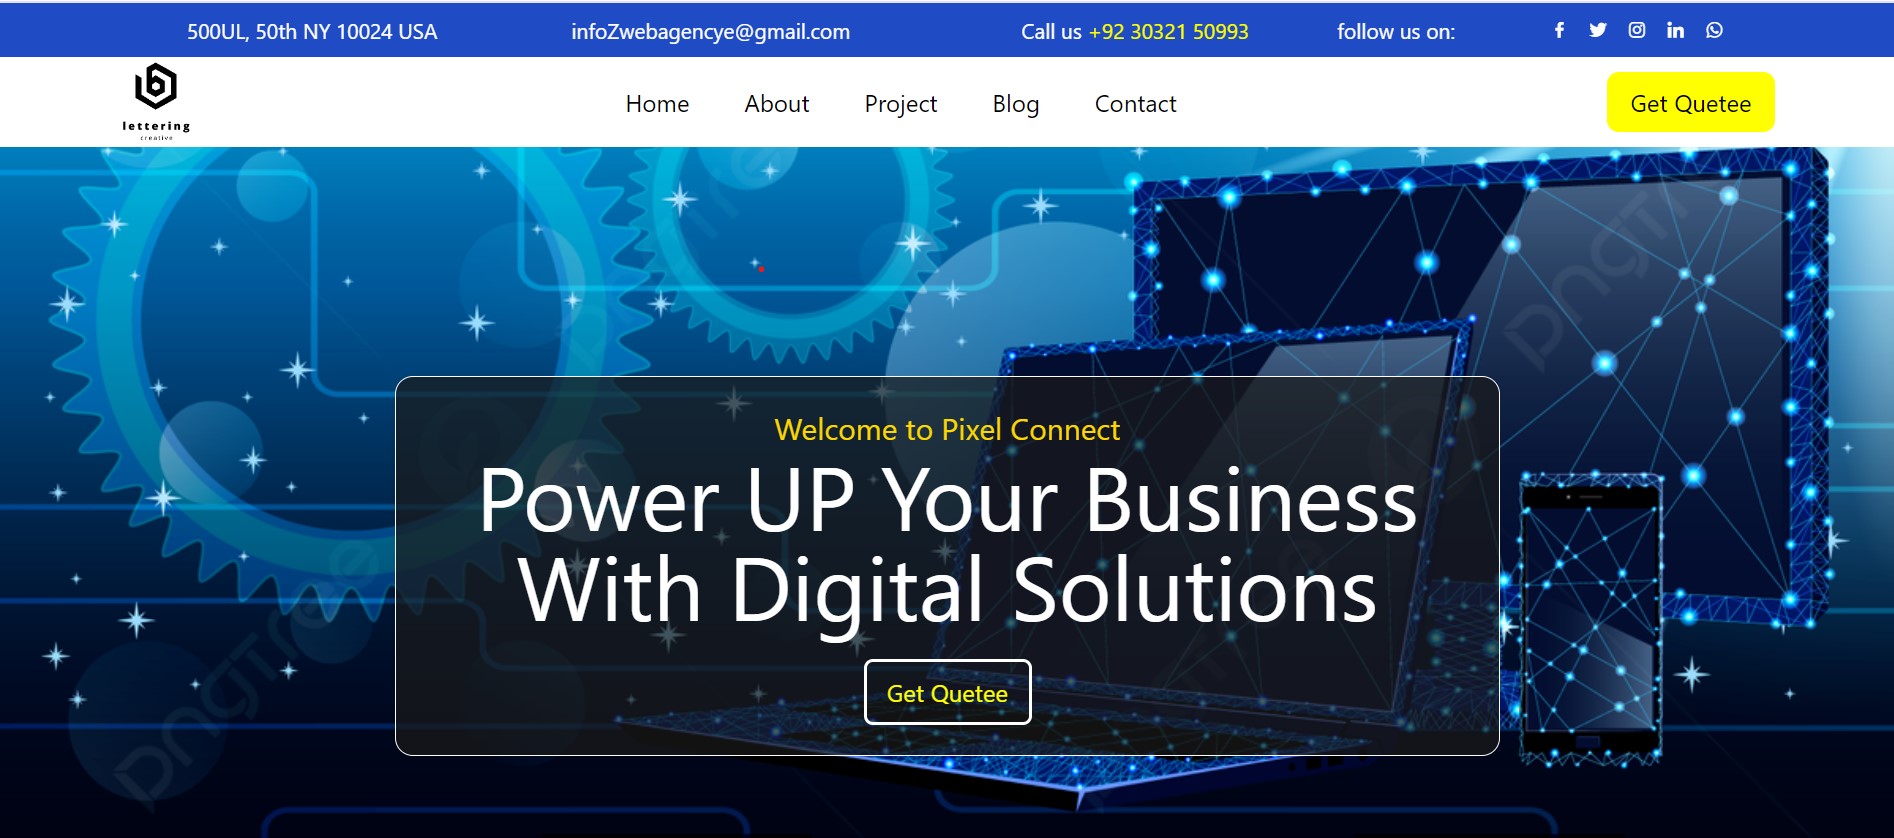 500UL, 50th NY 10024 USA
infoZwebagencye@gmail.com
Call us +92 30321 50993
follow us on:
lettering
creative
Home
About
Project
Blog
Contact
Get Quetee
Welcome to Pixel Connect
Power UP Your Business
With Digital Solutions
Get Quetee
pngtree
pngtree